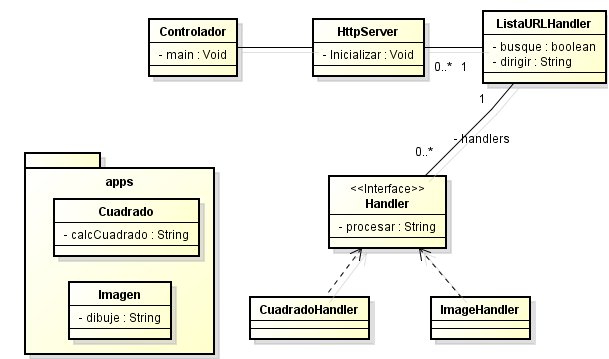 Controlador
- main : Void
HttpServer
- Inicializar : Void
ListaURLHandler
- busque : boolean
- dirigir : String
0..*
1
1
- handlers
0..*
<<Interface>>
Handler
- procesar : String
apps
Cuadrado
- calcCuadrado : String
Imagen
- dibuje : String
CuadradoHandler
ImageHandler